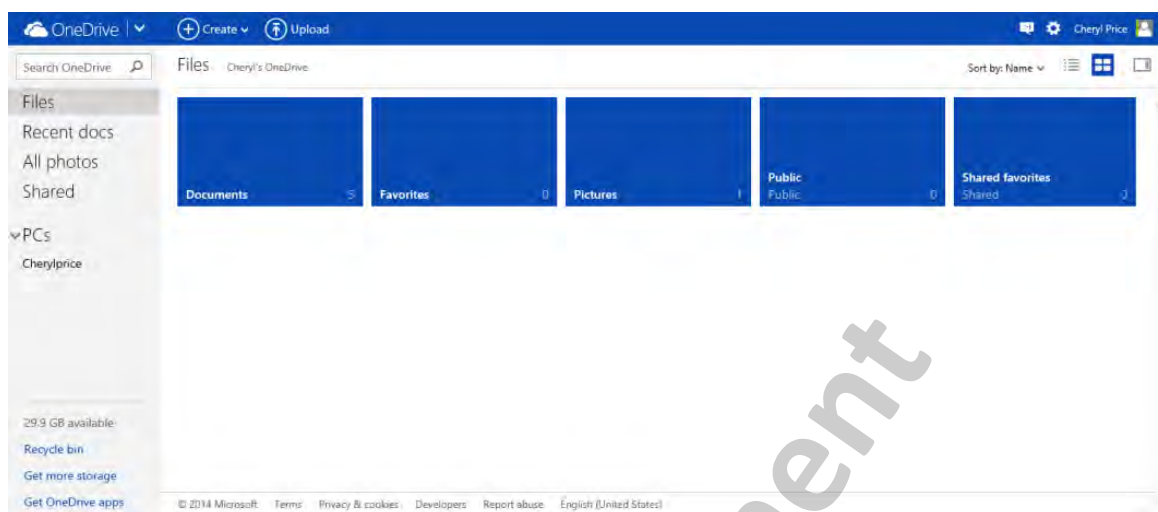 OneDrive Create Upload Cheryl Price
Search OneDrive Files Cheryl's OneDrive Sort by: Name
Files
Recent docs
All photos
Shared
PCs
Cherylprice
Documents 5 Favorites 0 Pictures 1 Public Public 0 Shared favorites Shared 0
29.9 GB available
Recycle bin
Get more storage
Get OneDrive apps
© 2014 Microsoft Terms Privacy & cookies Developers Report abuse English (United States)
ment